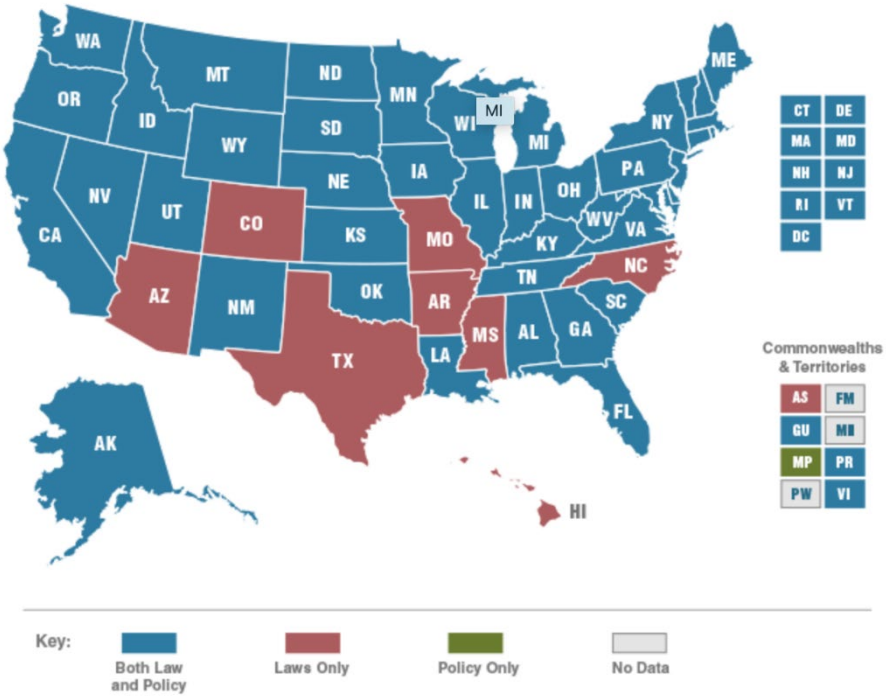 WA
MT
ND
MN
ME
OR
ID
SD
WI
MI
MI
NY
WY
IA
PA
NE
NV
UT
CO
KS
MO
IL
IN
OH
WV
VA
KY
CA
AZ
NM
OK
AR
TN
NC
SC
MS
AL
GA
TX
LA
FL
AK
HI
CT DE
MA MD
NH NJ
RI VT
DC
Commonwealths
& Territories
AS FM
GU
MP PR
PW VI
Key:
Both Law
and Policy
Laws Only
Policy Only
No Data